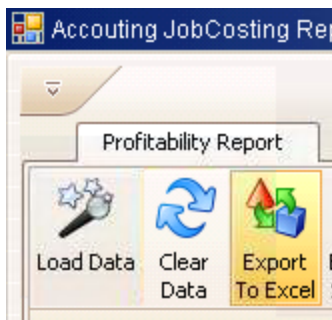 Accouting JobCosting Rep
Profitability Report
Load Data
Clear
Data
Export
To Excel